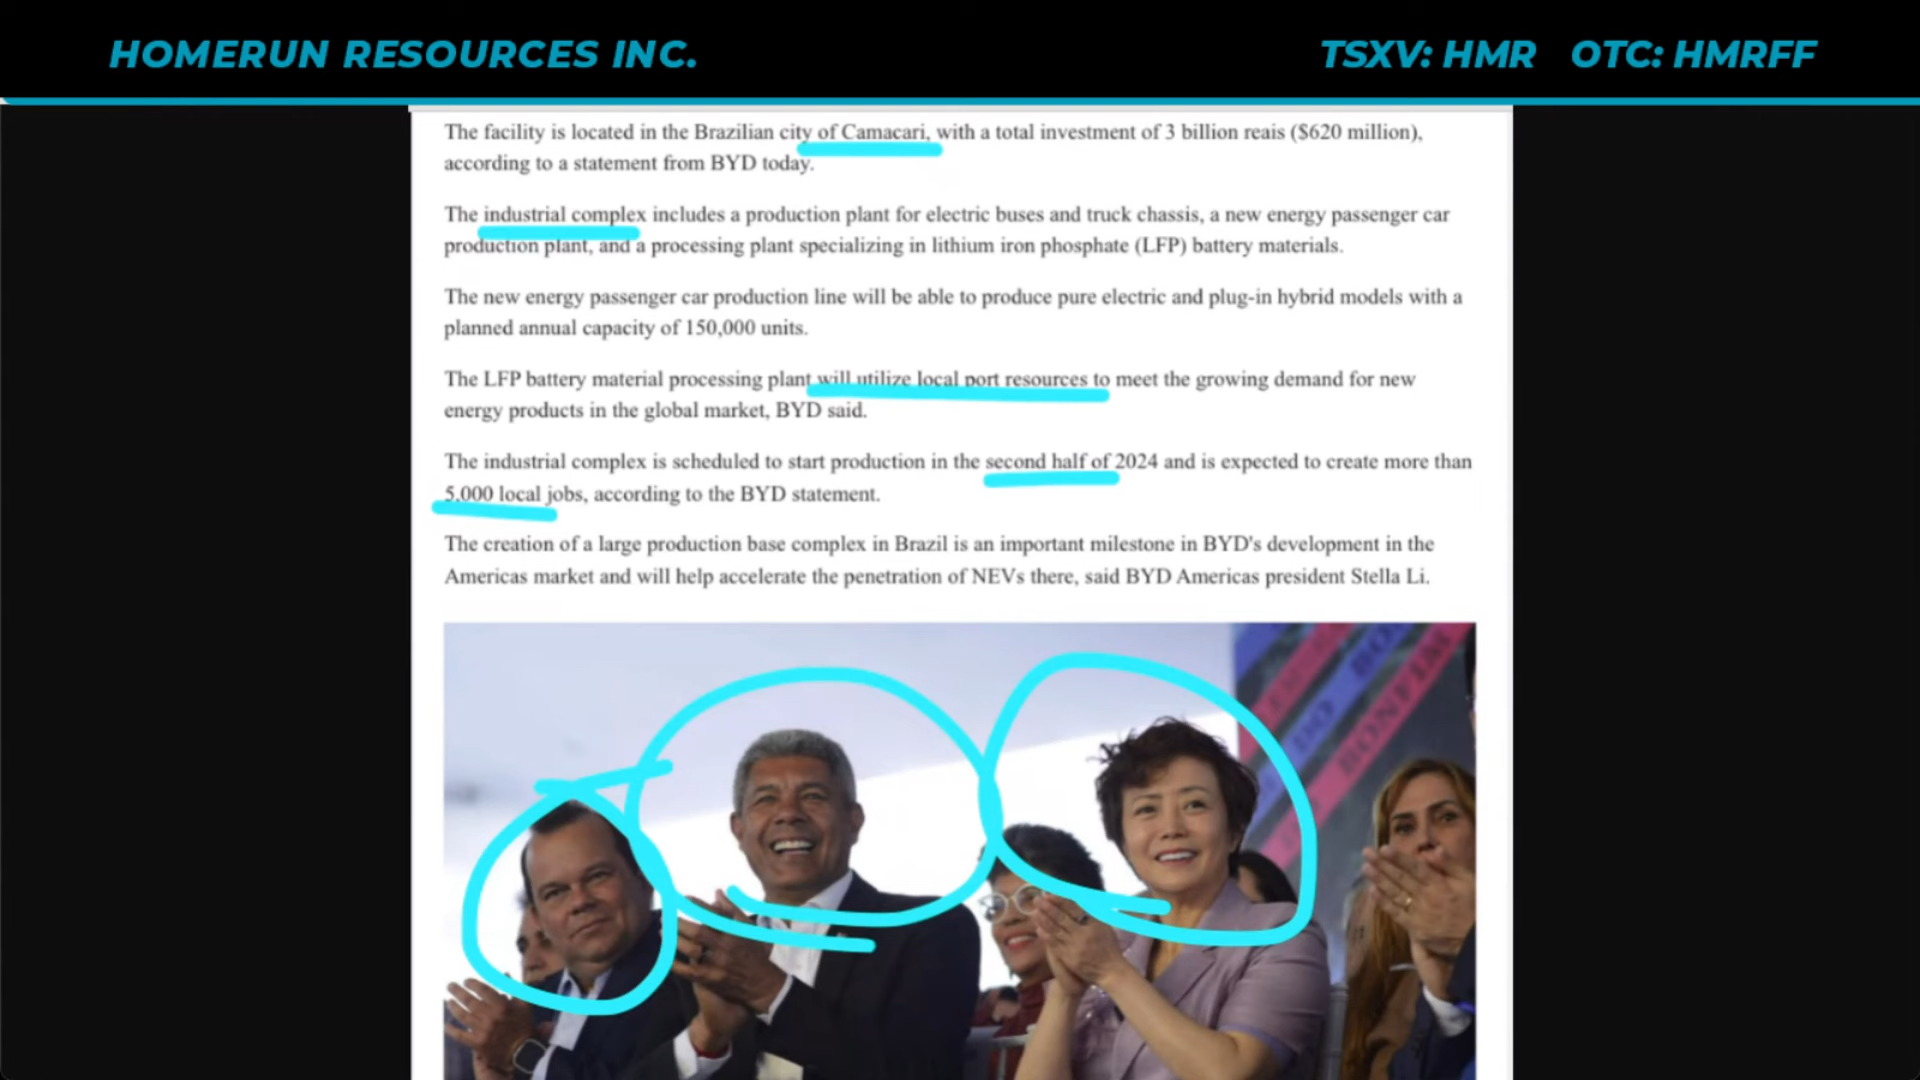 HOMERUN RESOURCES INC.
TSXV: HMR OTC: HMRFF
The facility is located in the Brazilian city of Camacari, with a total investment of 3 billion reais ($620 million),
according to a statement from BYD today.
The industrial complex includes a production plant for electric buses and truck chassis, a new energy passenger car
production plant, and a processing plant specializing in lithium iron phosphate (LFP) battery materials.
The new energy passenger car production line will be able to produce pure electric and plug-in hybrid models with a
planned annual capacity of 150,000 units.
The LFP battery material processing plant will utilize local port resources to meet the growing demand for new
energy products in the global market, BYD said.
The industrial complex is scheduled to start production in the second half of 2024 and is expected to create more than
5,000 local jobs, according to the BYD statement.
The creation of a large production base complex in Brazil is an important milestone in BYD's development in the
Americas market and will help accelerate the penetration of NEVs there, said BYD Americas president Stella Li.
DO
BONFIM